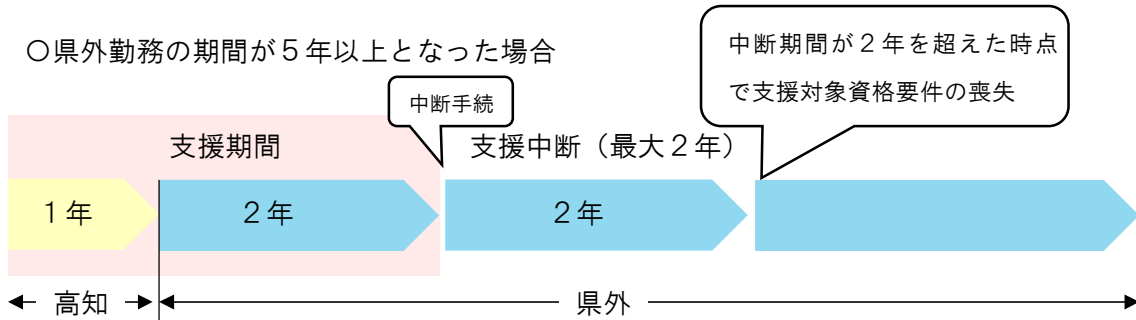 〇県外勤務の期間が５年以上となった場合
中断期間が２年を超えた時点
で支援対象資格要件の喪失
中断手続
支援期間
支援中断（最大２年）
１年
２年
２年
高知
県外